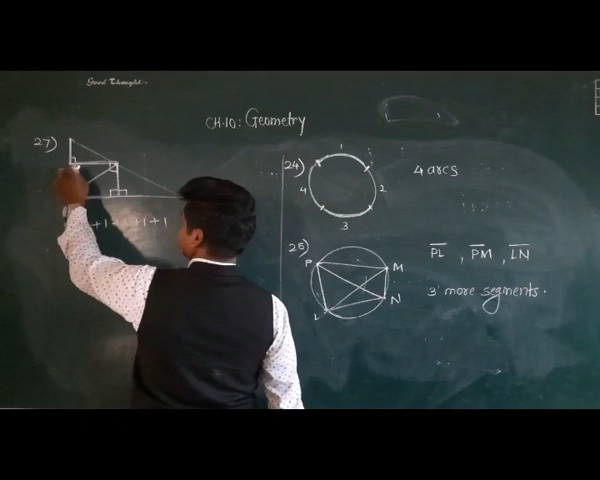 Good Thought:-
CH.10: Geometry
27)
+1 +1 +1 +1
24)
1
2
3
4
4 arcs
25)
P
M
N
L
PL , PM , LN
3 more segments.